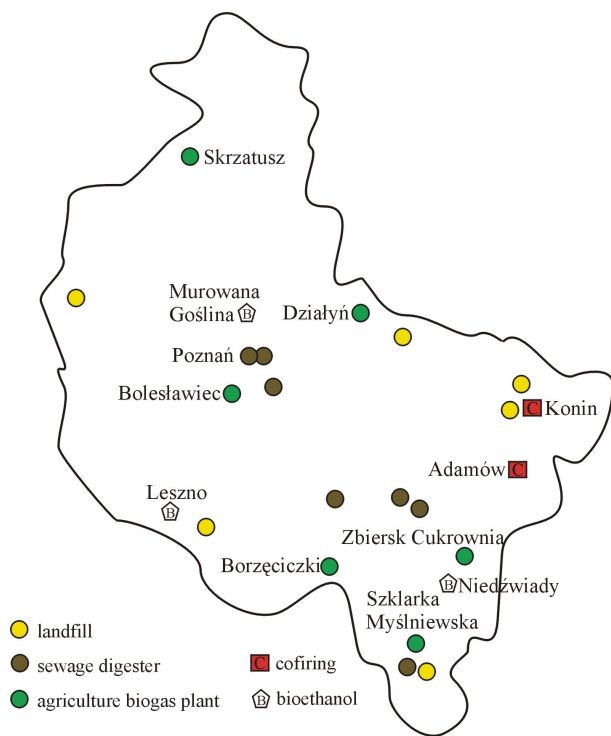 Skrzatusz
Murowana
Goślina
B
Działyń
Poznań
Bolesławiec
C
Konin
Adamów
C
Leszno
B
Zbiersk Cukrownia
Borzęciczki
B
Niedźwiady
Szklarka
Myślniewska
landfill
sewage digester
C
cofiring
agriculture biogas plant
B
bioethanol